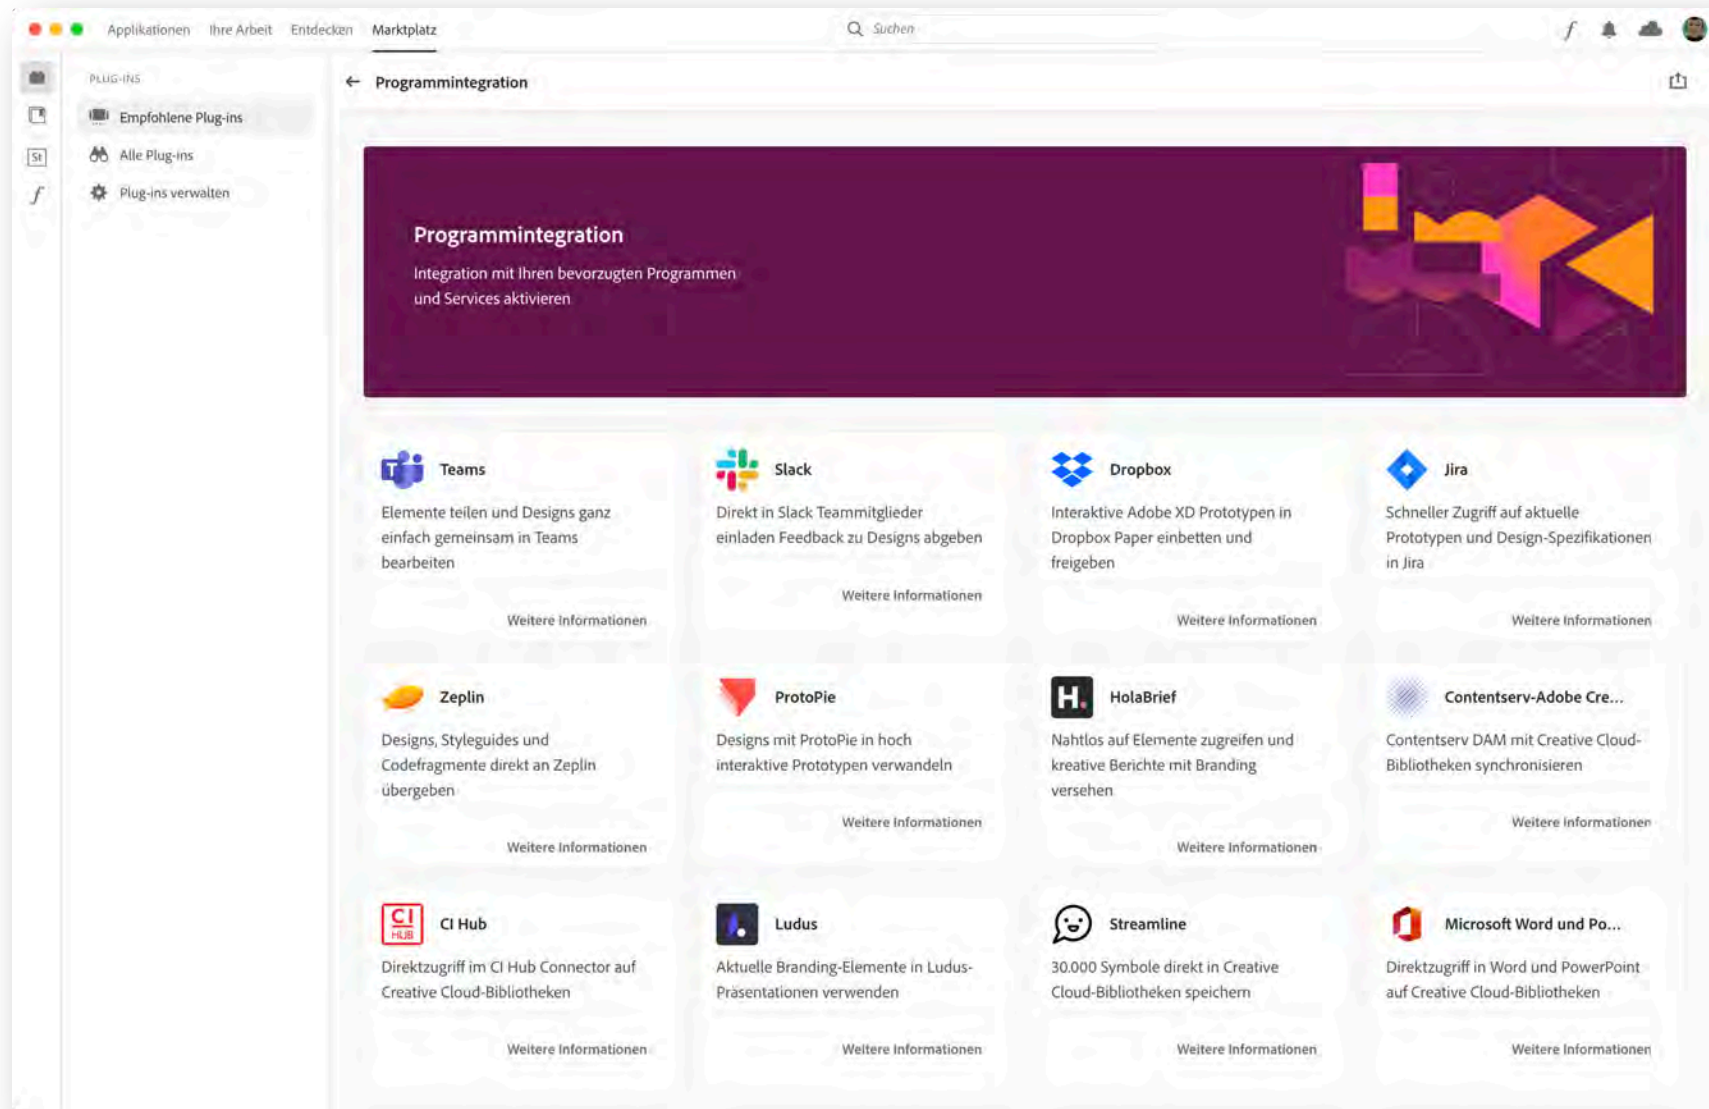 Applikationen Ihre Arbeit Entdecken Marktplatz
Suchen
PLUG-INS
Empfohlene Plug-ins
Alle Plug-ins
St
Plug-ins verwalten
Programmintegration
Programmintegration
Integration mit Ihren bevorzugten Programmen
und Services aktivieren
T
Teams
Elemente teilen und Designs ganz
einfach gemeinsam in Teams
bearbeiten
Weitere Informationen
Slack
Direkt in Slack Teammitglieder
einladen Feedback zu Designs abgeben
Weitere Informationen
Dropbox
Interaktive Adobe XD Prototypen in
Dropbox Paper einbetten und
freigeben
Weitere Informationen
Jira
Schneller Zugriff auf aktuelle
Prototypen und Design-Spezifikationen
in Jira
Weitere Informationen
Zeplin
Designs, Styleguides und
Codefragmente direkt an Zeplin
übergeben
Weitere Informationen
ProtoPie
Designs mit ProtoPie in hoch
interaktive Prototypen verwandeln
Weitere Informationen
H.
HolaBrief
Nahtlos auf Elemente zugreifen und
kreative Berichte mit Branding
versehen
Weitere Informationen
Contentserv-Adobe Cre...
Contentserv DAM mit Creative Cloud-
Bibliotheken synchronisieren
Weitere Informationen
CI
HUB
CI Hub
Direktzugriff im CI Hub Connector auf
Creative Cloud-Bibliotheken
Weitere Informationen
Ludus
Aktuelle Branding-Elemente in Ludus-
Präsentationen verwenden
Weitere Informationen
Streamline
30.000 Symbole direkt in Creative
Cloud-Bibliotheken speichern
Weitere Informationen
Microsoft Word und Po...
Direktzugriff in Word und PowerPoint
auf Creative Cloud-Bibliotheken
Weitere Informationen